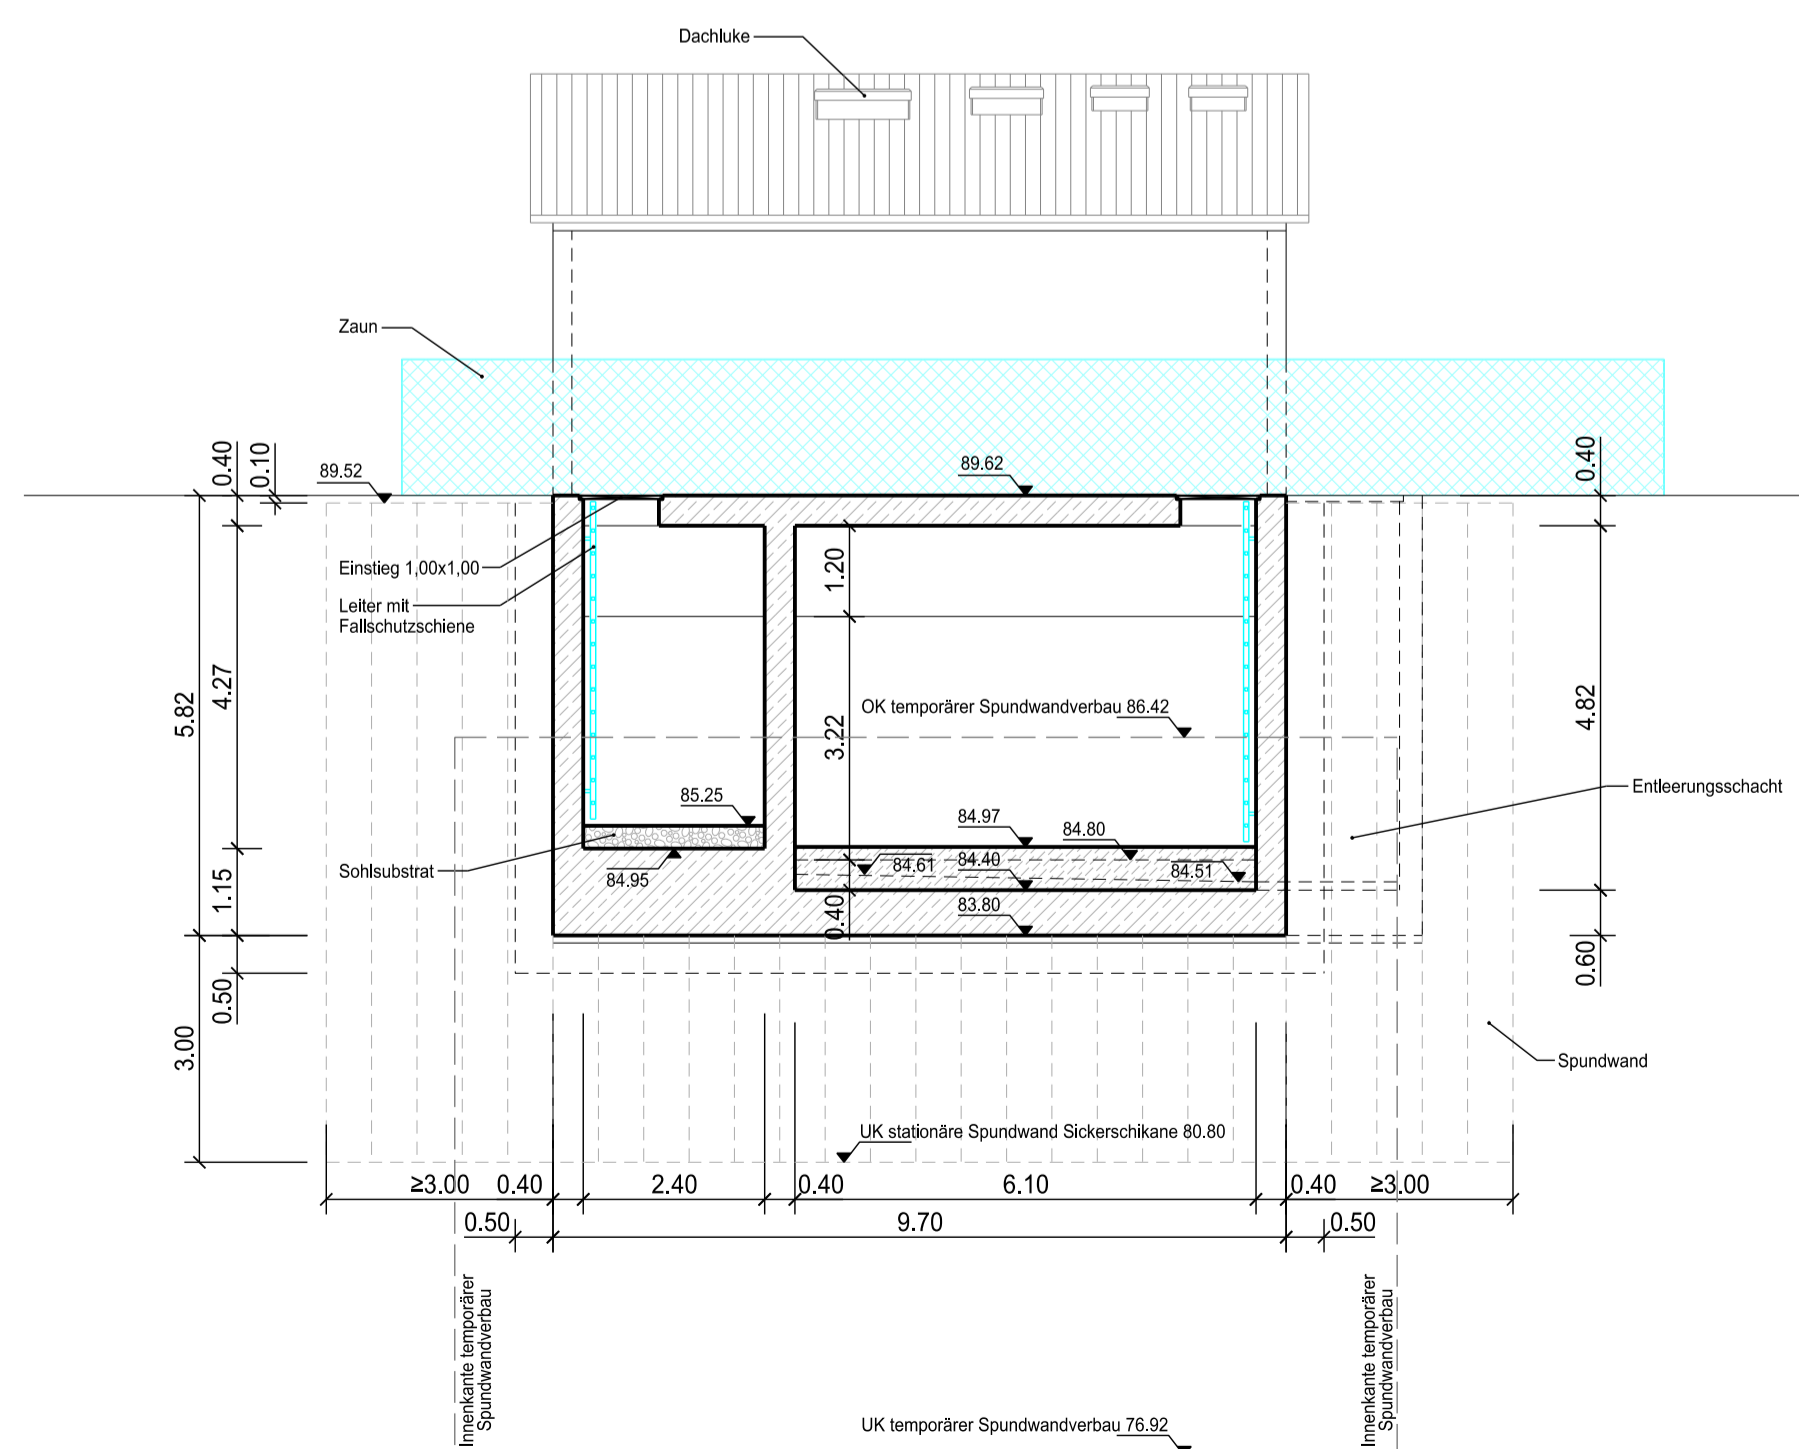 Dachluke
Zaun
0.40
0.10
89.52
89.62
0.40
Einstieg 1,00x1,00
Leiter mit
Fallschutzschiene
1.20
4.27
5.82
3.22
OK temporärer Spundwandverbau 86.42
4.82
85.25
84.97
84.80
Entleerungsschacht
Sohlsubstrat
84.95
84.61
84.40
84.51
1.15
0.40
83.80
0.50
0.60
3.00
Spundwand
UK stationäre Spundwand Sickerschikane 80.80
≥3.00
0.40
2.40
0.40
6.10
0.40
≥3.00
0.50
9.70
0.50
Innenkante temporärer
Spundwandverbau
Innenkante temporärer
Spundwandverbau
UK temporärer Spundwandverbau 76.92